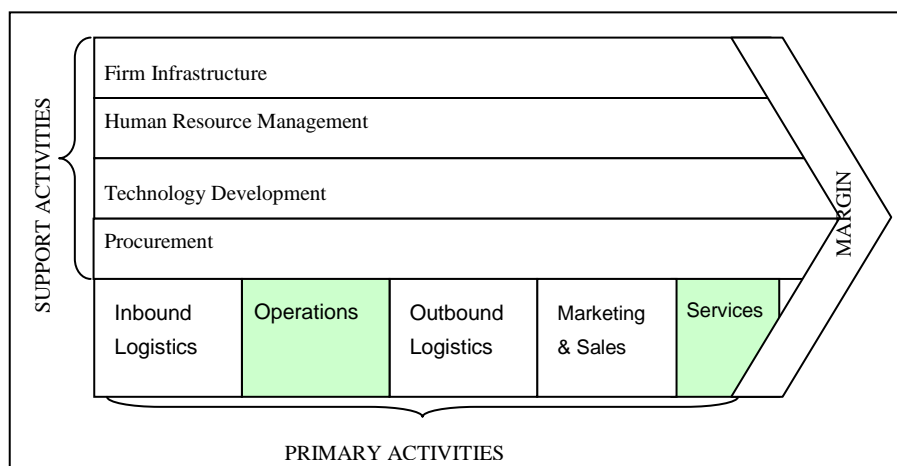 SUPPORT ACTIVITIES
Firm Infrastructure
Human Resource Management
Technology Development
Procurement
MARGIN
Inbound
Logistics
Operations
Outbound
Logistics
Marketing
& Sales
Services
PRIMARY ACTIVITIES